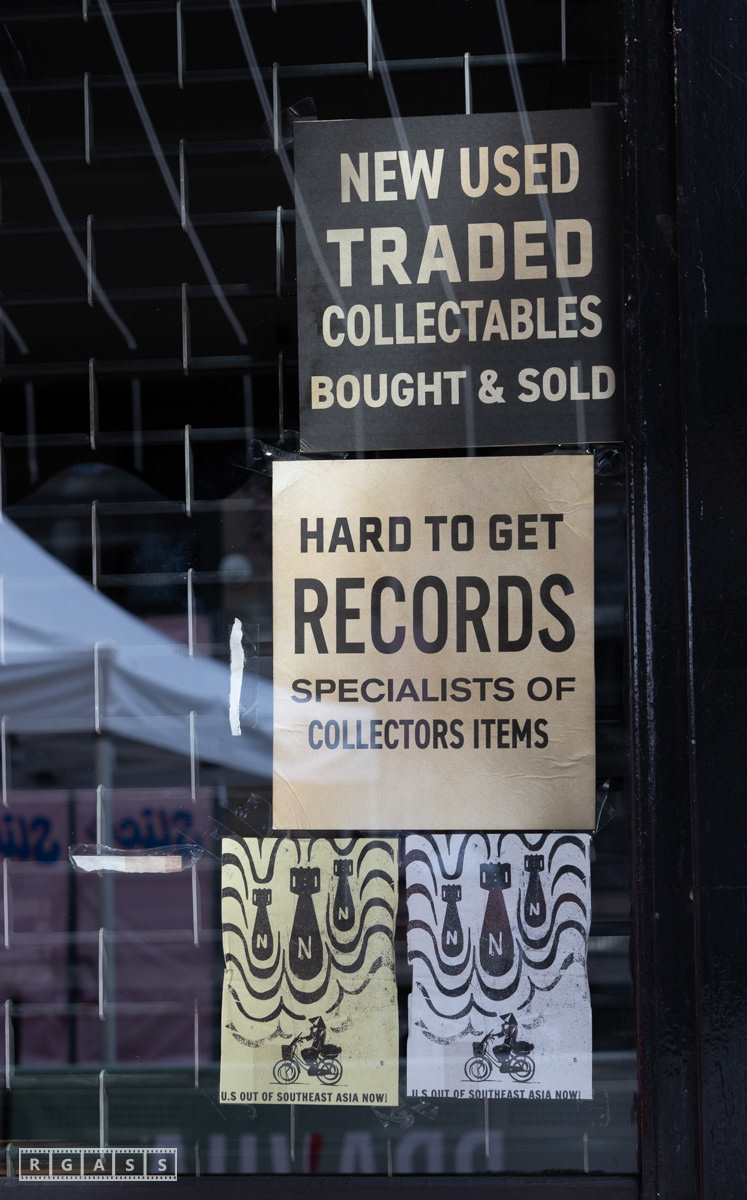 NEW USED
TRADED
COLLECTABLES
BOUGHT & SOLD
HARD TO GET
RECORDS
SPECIALISTS OF
COLLECTORS ITEMS
N N N
N N N
U.S OUT OF SOUTHEAST ASIA NOW!
U.S OUT OF SOUTHEAST ASIA NOW!
RGASS